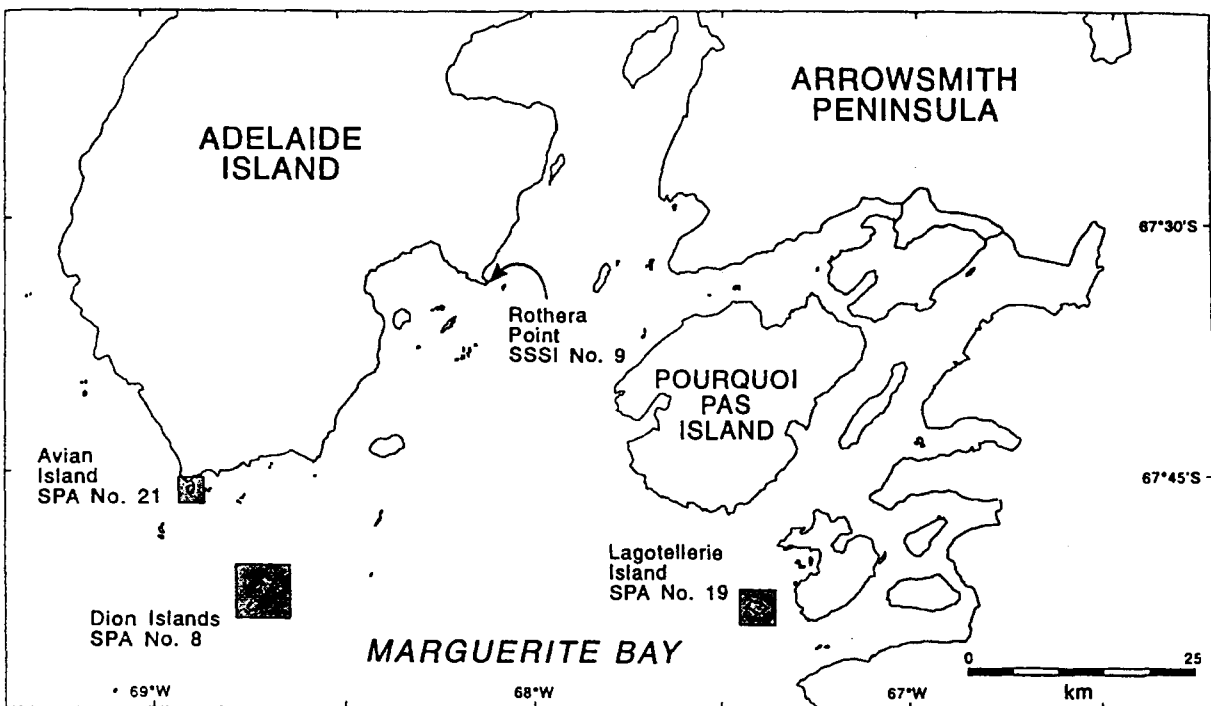 ADELAIDE
ISLAND
ARROWSMITH
PENINSULA
67°30'S
Rothera
Point
SSSI No. 9
POURQUOI
PAS
ISLAND
Avian
Island
SPA No. 21
67°45'S
Lagotellerie
Island
SPA No. 19
Dion Islands
SPA No. 8
MARGUERITE BAY
0 25
km
69°W 68°W 67°W